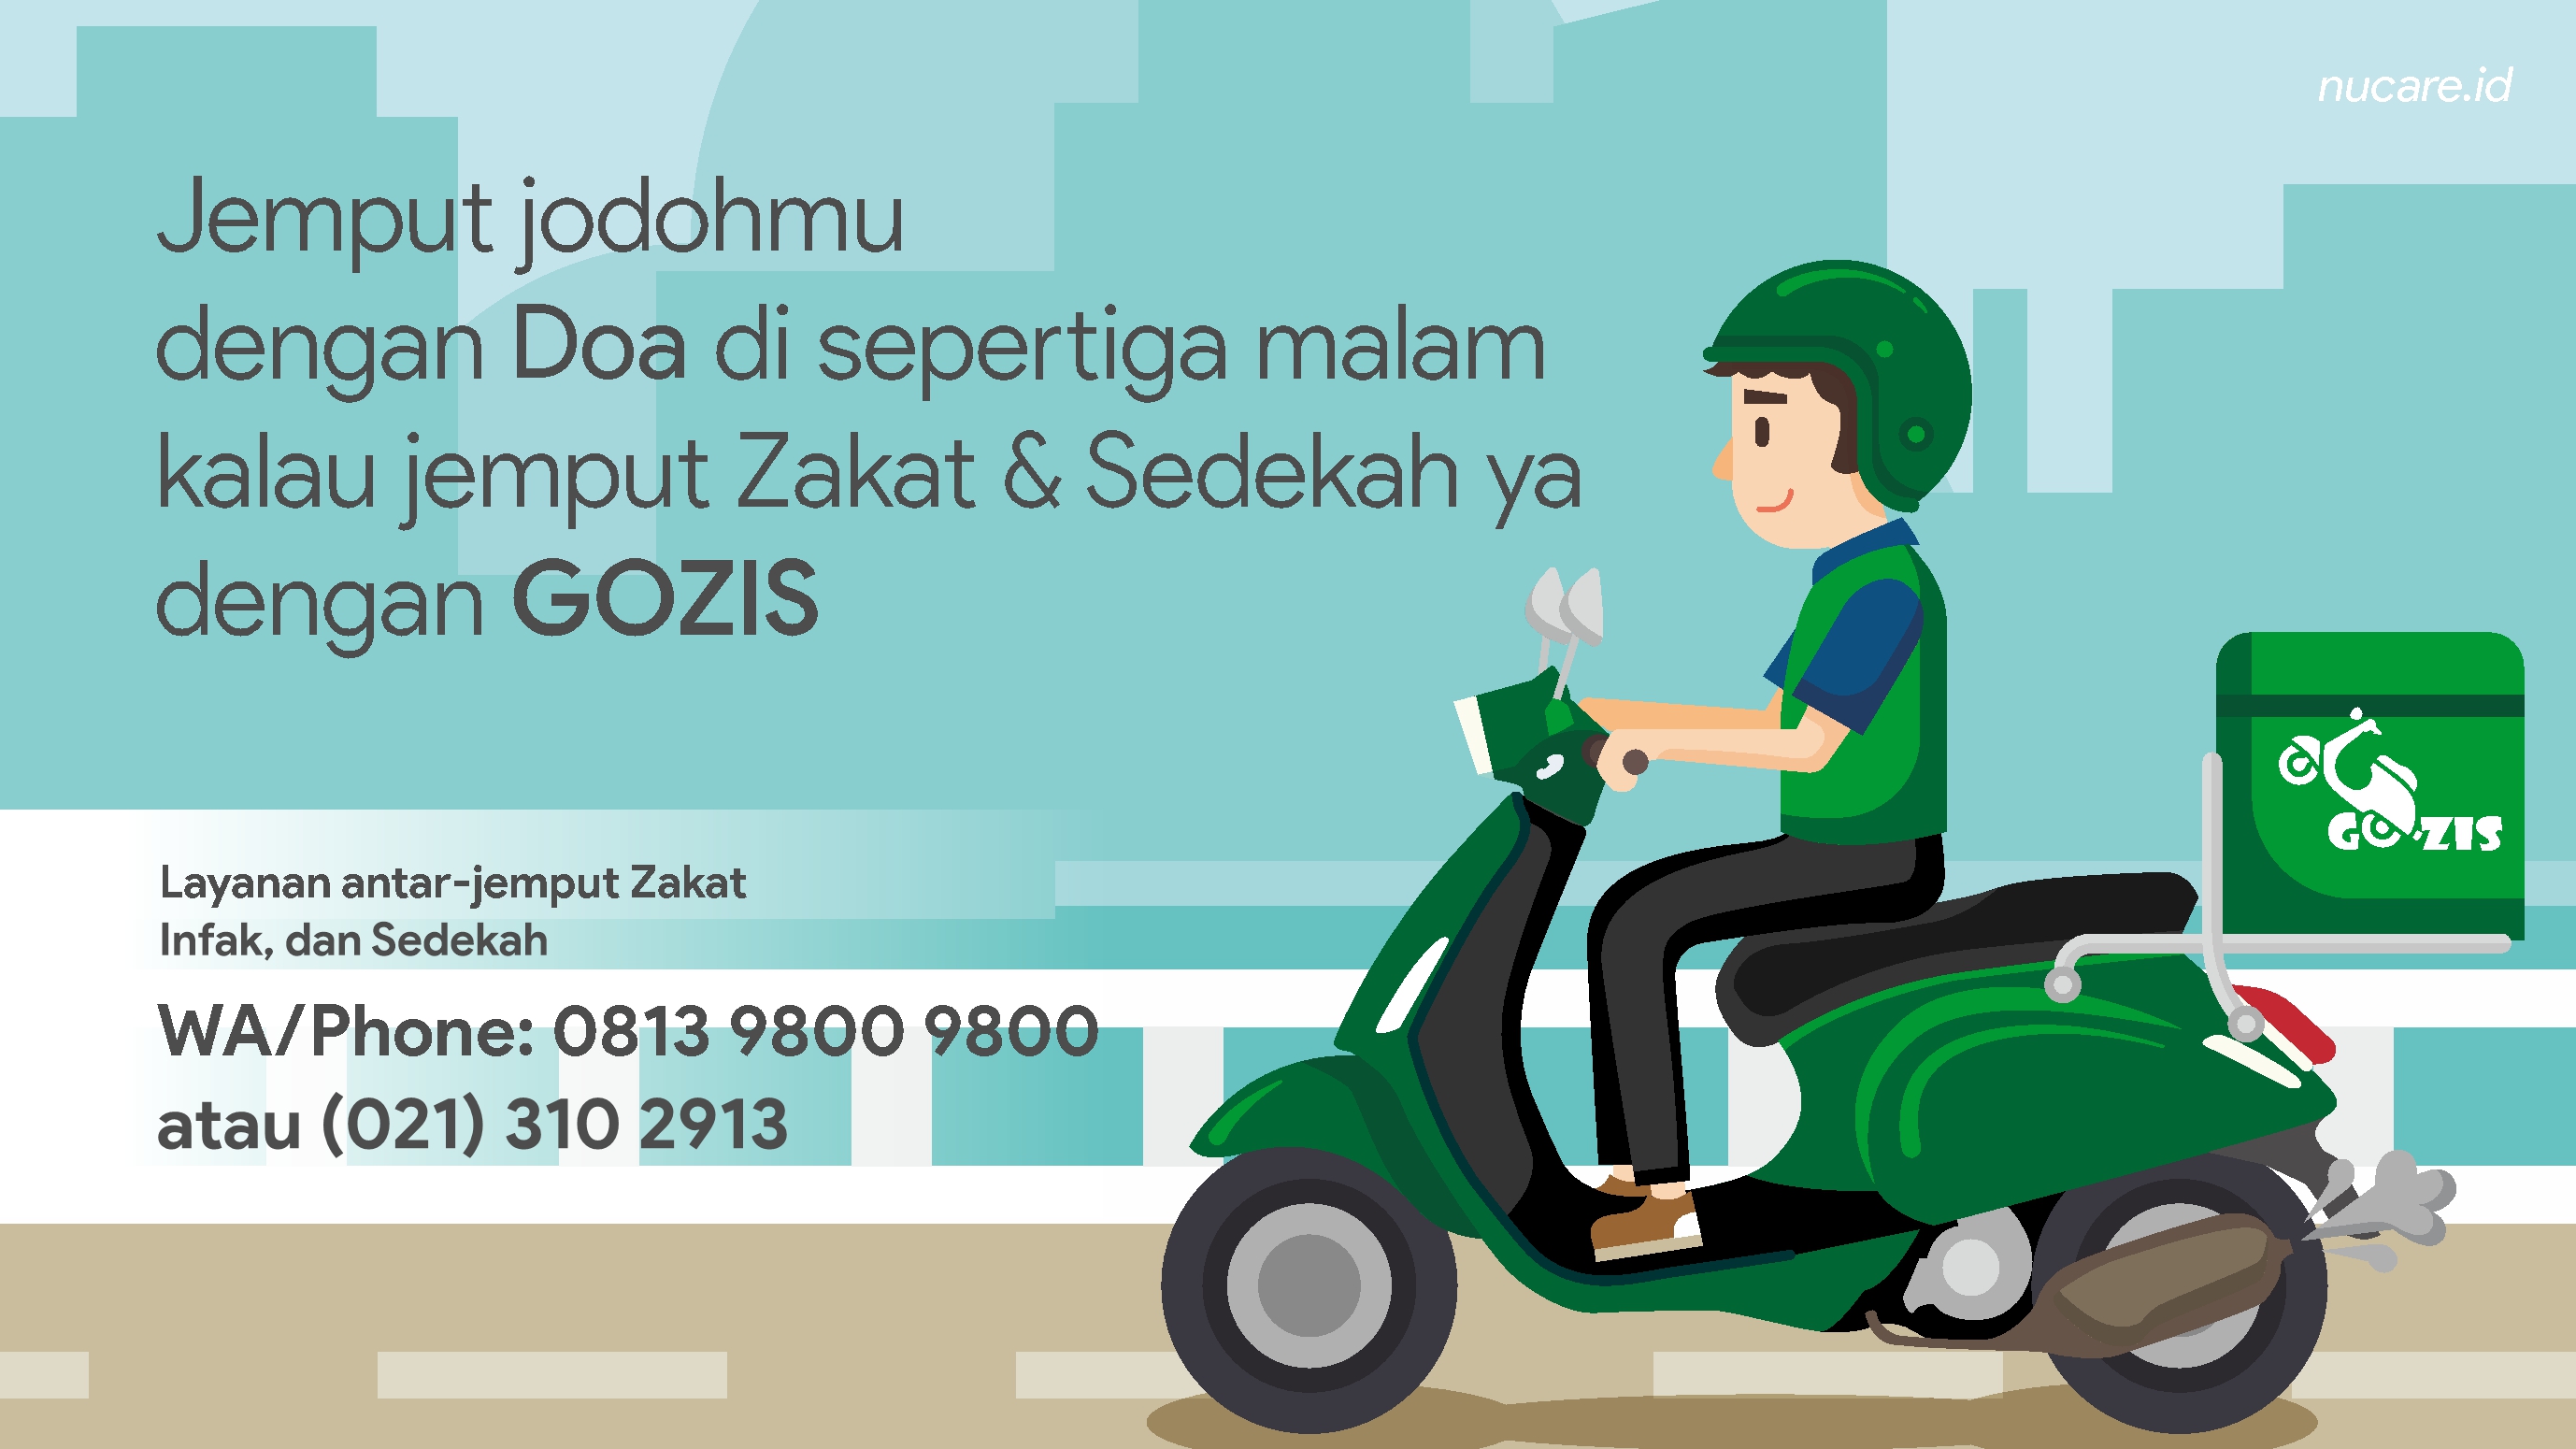 nucare.id
Jemput jodohmu
dengan Doa di sepertiga malam
kalau jemput Zakat & Sedekah ya
dengan GOZIS
GOZIS
Layanan antar-jemput Zakat
Infak, dan Sedekah
WA/Phone: 0813 9800 9800
atau (021) 310 2913